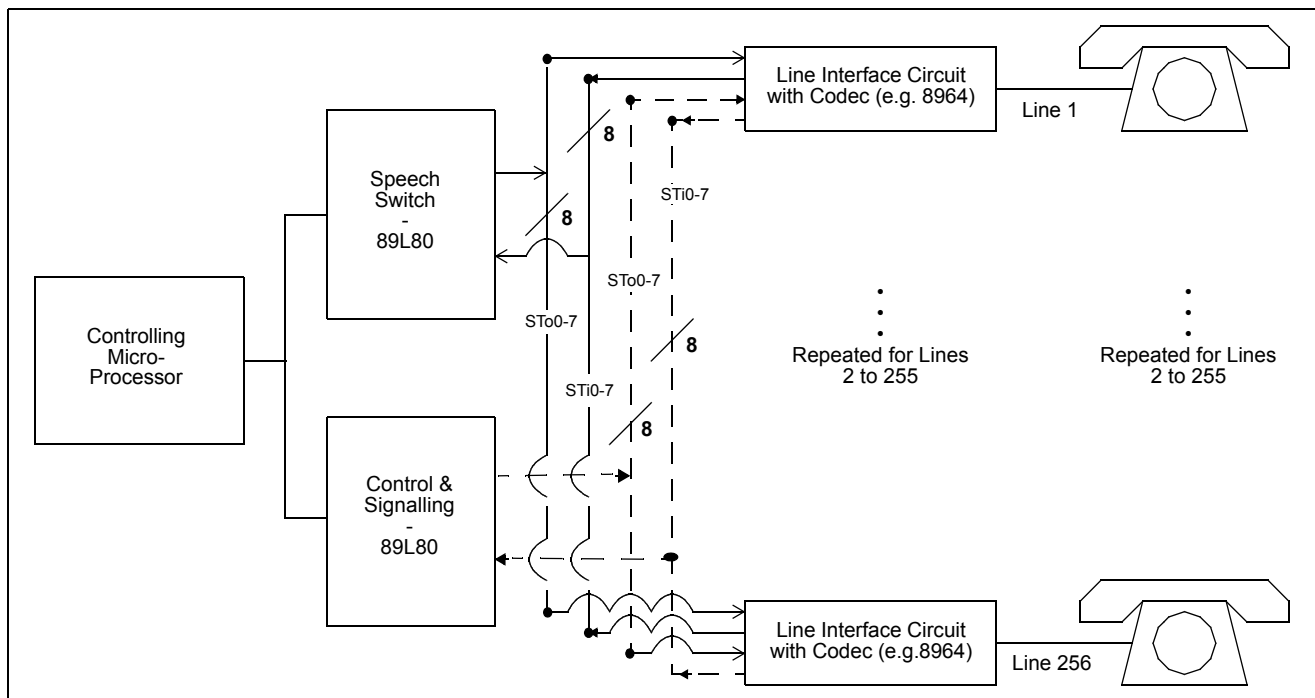 Line Interface Circuit
with Codec (e.g. 8964)
Line 1
8
Speech
Switch
-
89L80
8
STi0-7
STo0-7
STo0-7
Controlling
Micro-
Processor
8
Repeated for Lines
2 to 255
Repeated for Lines
2 to 255
STi0-7
8
Control &
Signalling
-
89L80
Line Interface Circuit
with Codec (e.g.8964)
Line 256